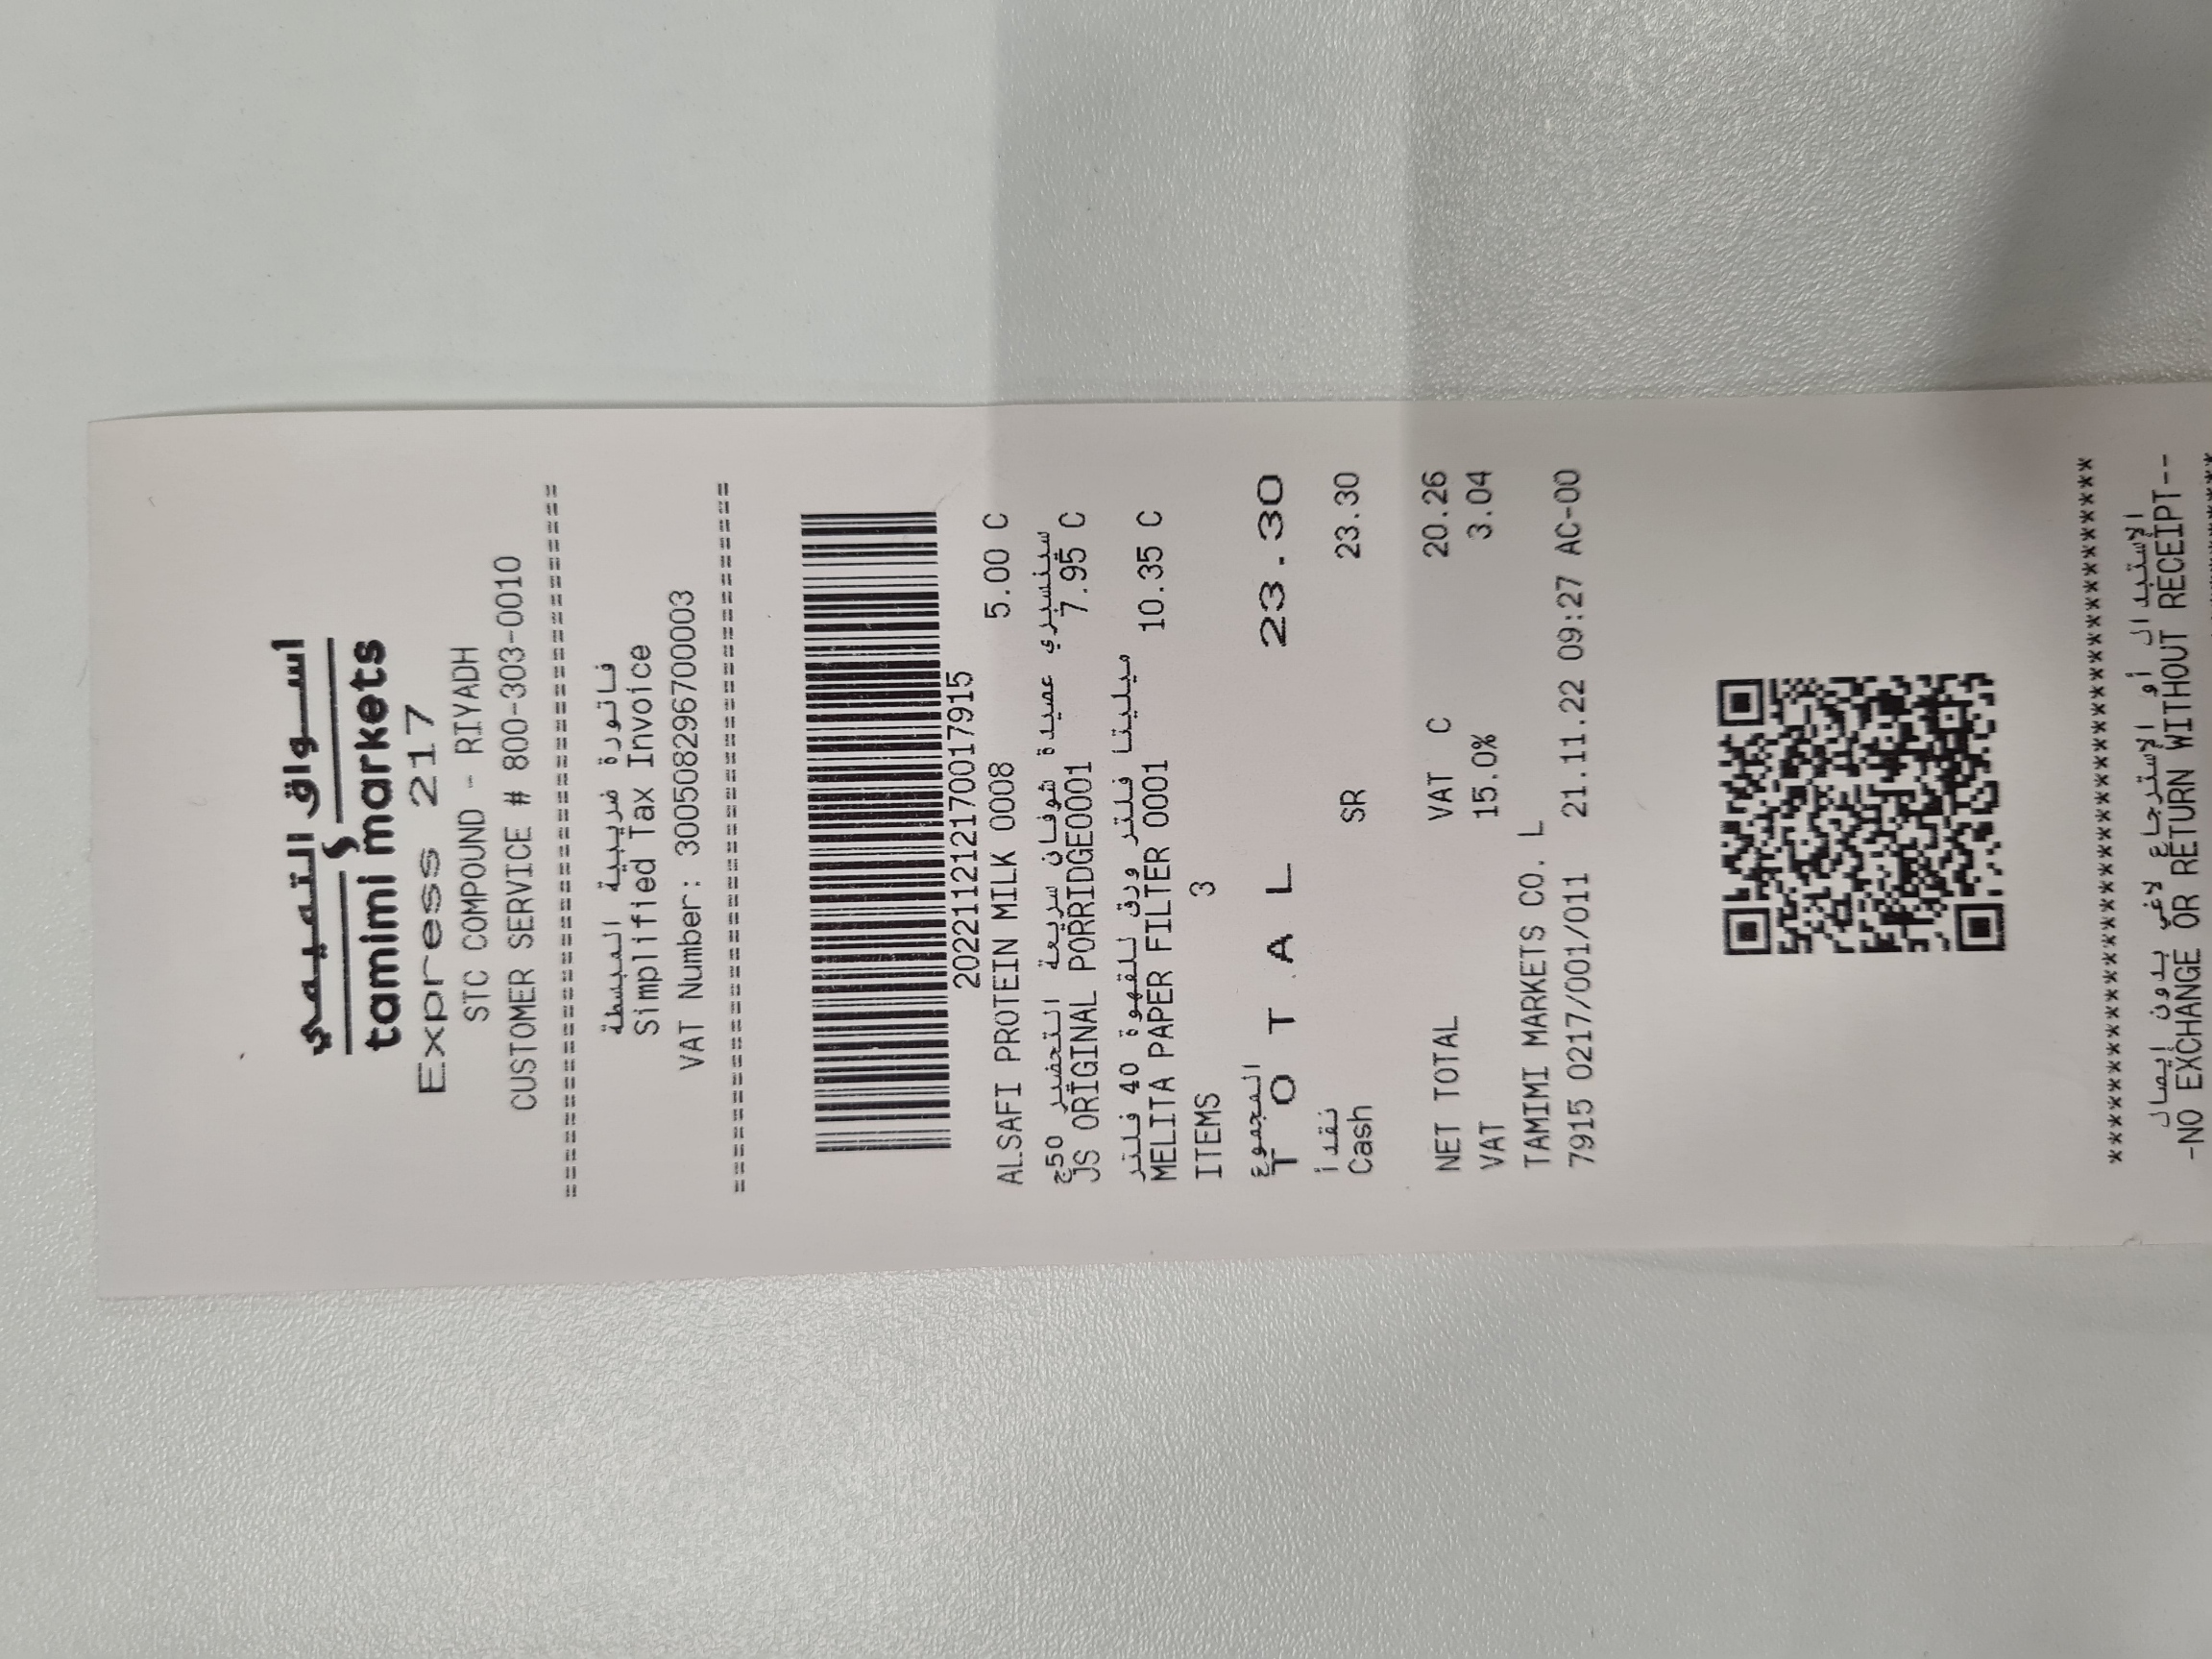 أسواق التميمي
tamimi markets
Express 217
STC COMPOUND - RIYADH
CUSTOMER SERVICE # 800-303-0010
========================================
فاتورة ضريبية المبسطة
Simplified Tax Invoice
VAT Number: 300508296700003
========================================
202211212170017915
ALSAFI PROTEIN MILK 0008 5.00 C
سينسبري عصيدة شوفان سريعة التحضير 50ج
JS ORIGINAL PORRIDGE0001 7.95 C
ميليتا فلتر ورق للقهوة 40 فلتر
MELITA PAPER FILTER 0001 10.35 C
ITEMS 3
المجموع
T O T A L 23.30
نقدأ
Cash SR 23.30
NET TOTAL VAT C 20.26
VAT 15.0% 3.04
TAMIMI MARKETS CO. L
7915 0217/001/011 21.11.22 09:27 AC-00
****************************************
الإستبدال أو الإسترجاع لاغي بدون إيصال
-NO EXCHANGE OR RETURN WITHOUT RECEIPT--